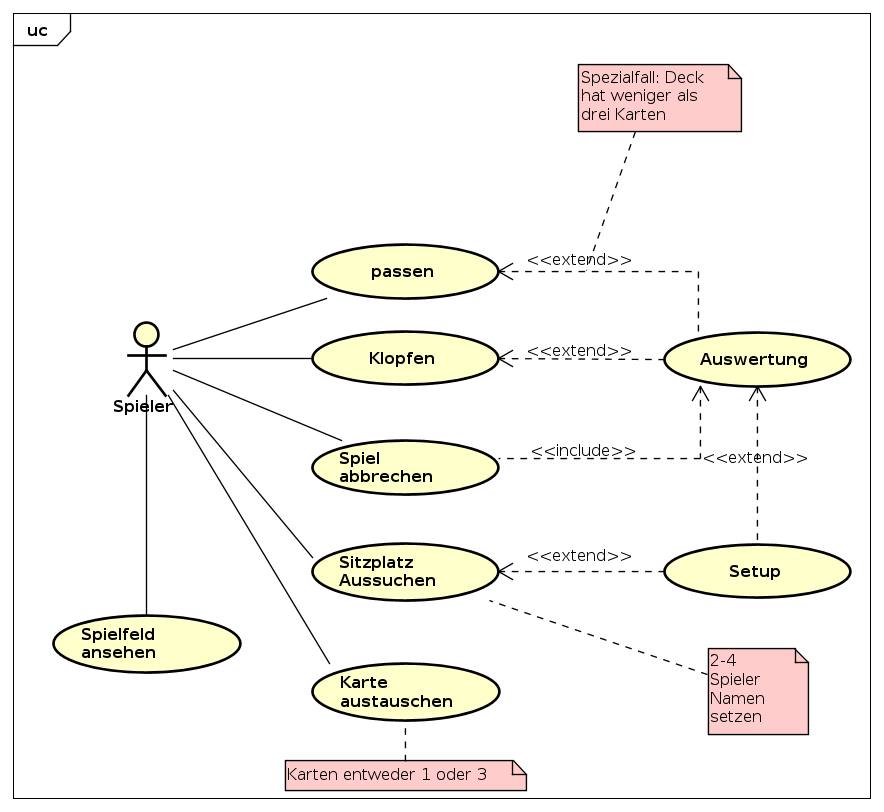 uc
Spezialfall: Deck
hat weniger als
drei Karten
<<extend>>
passen
Spieler
Klopfen
<<extend>>
Auswertung
Spiel
abbrechen
<<include>>
<<extend>>
Sitzplatz
Aussuchen
<<extend>>
Setup
Spielfeld
ansehen
2-4
Spieler
Namen
setzen
Karte
austauschen
Karten entweder 1 oder 3